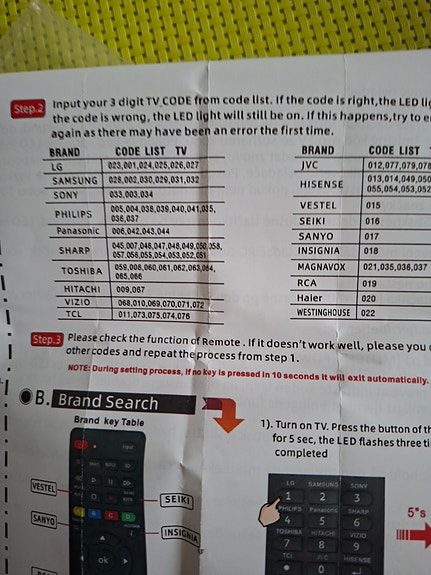 Step.2 Input your 3 digit TV CODE from code list. If the code is right,the LED
the code is wrong, the LED light will still be on. If this happens,try to
again as there may have been an error the first time.
BRAND CODE LIST TV
LG 023,001,024,025,026,027
SAMSUNG 028,002,030,029,031,032
SONY 033,003,034
PHILIPS 005,004,038,039,040,041,035,
036,037
Panasonic 006,042,043,044
SHARP 045,007,046,047,048,049,050,058,
057,056,055,054,053,052,051
TOSHIBA 059,008,060,061,062,063,064,
065,066
HITACHI 009,067
VIZIO 068,010,069,070,071,072
TCL 011,073,075,074,076
BRAND CODE LIST
JVC 012,077,079,078
HISENSE 013,014,049,050
055,054,053,052
VESTEL 015
SEIKI 016
SANYO 017
INSIGNIA 018
MAGNAVOX 021,035,036,037
RCA 019
Haier 020
WESTINGHOUSE 022
Step.3 Please check the function of Remote . If it doesn't work well, please you
other codes and repeat the process from step 1.
NOTE: During setting process, If no key is pressed in 10 seconds it will exit automatically.
B. Brand Search
Brand key Table
VESTEL
SANYO
SEIKI
INSIGNIA
ok
1). Turn on TV. Press the button of
for 5 sec, the LED flashes three
completed
LG SAMSUNG SONY
1 2 3
PHILIPS Panasonic SHARP
4 5 6
TOSHIBA HITACHI VIZIO
7 8 9
TCL JVC HISENSE
0
5"s